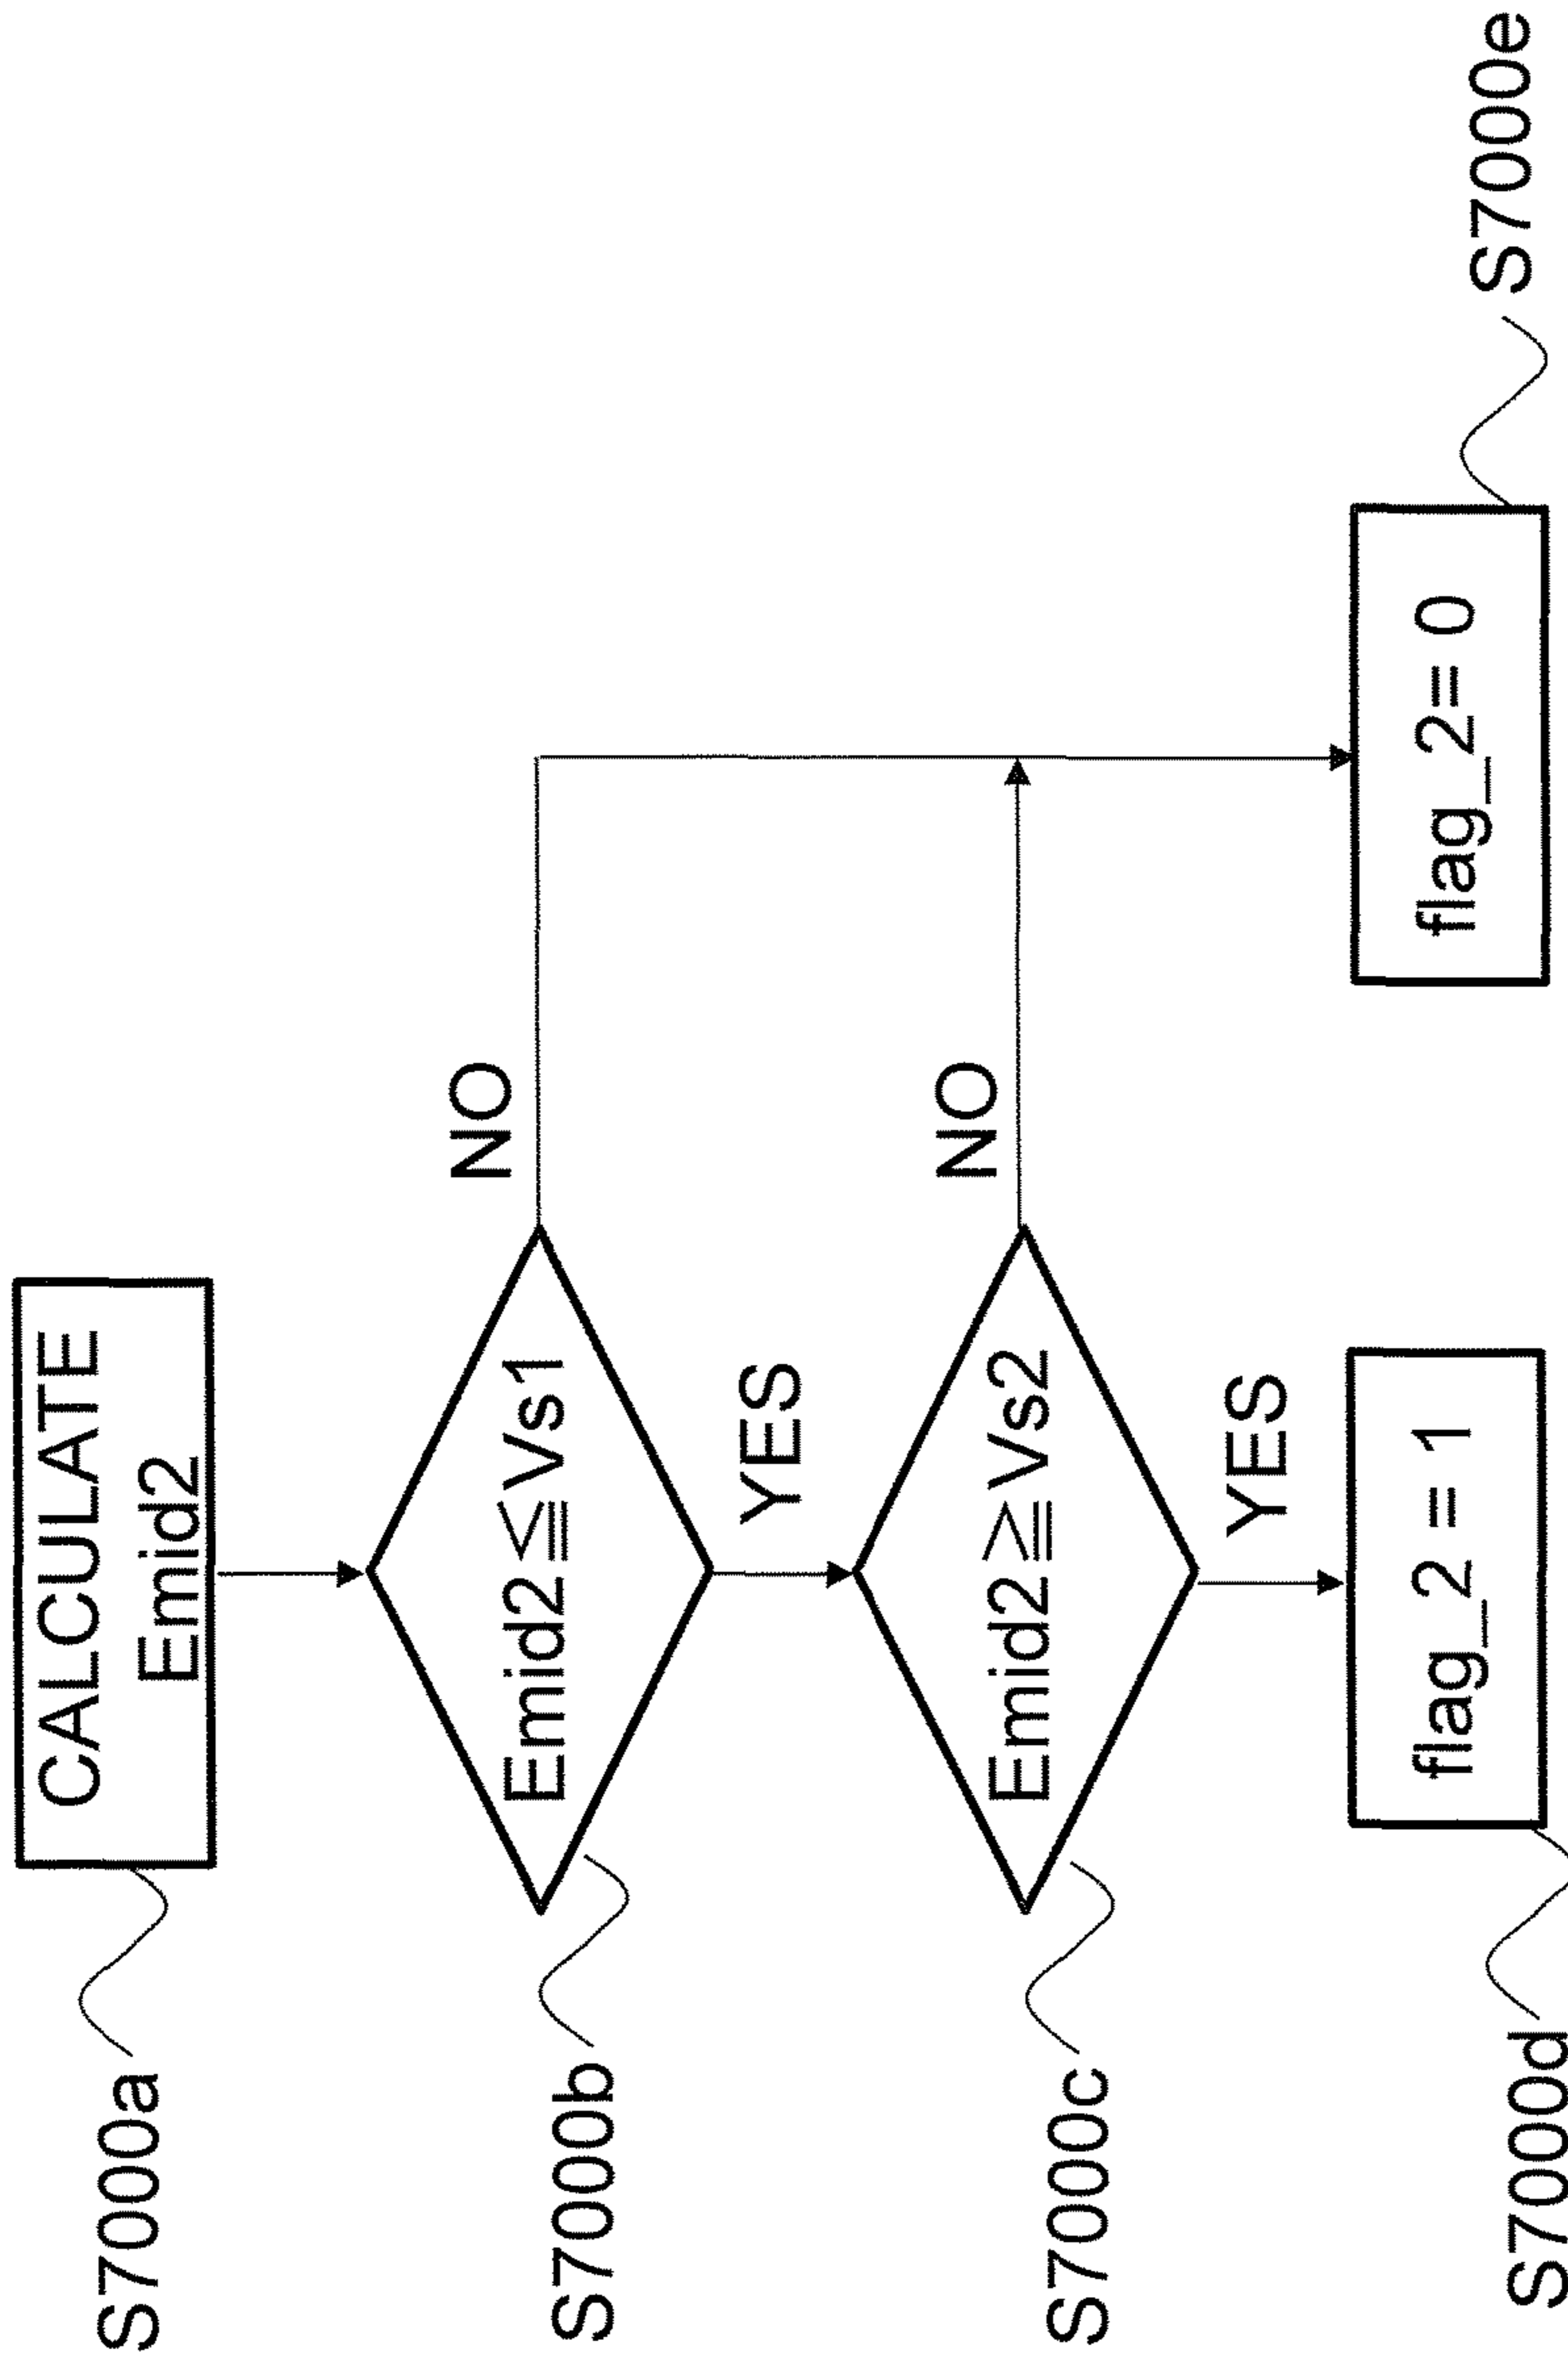 S7000a
CALCULATE
Emid2
S7000b
Emid2≦Vs1
NO
YES
S7000c
Emid2≧Vs2
NO
YES
S7000d
flag_2 = 1
flag_2= 0
S7000e